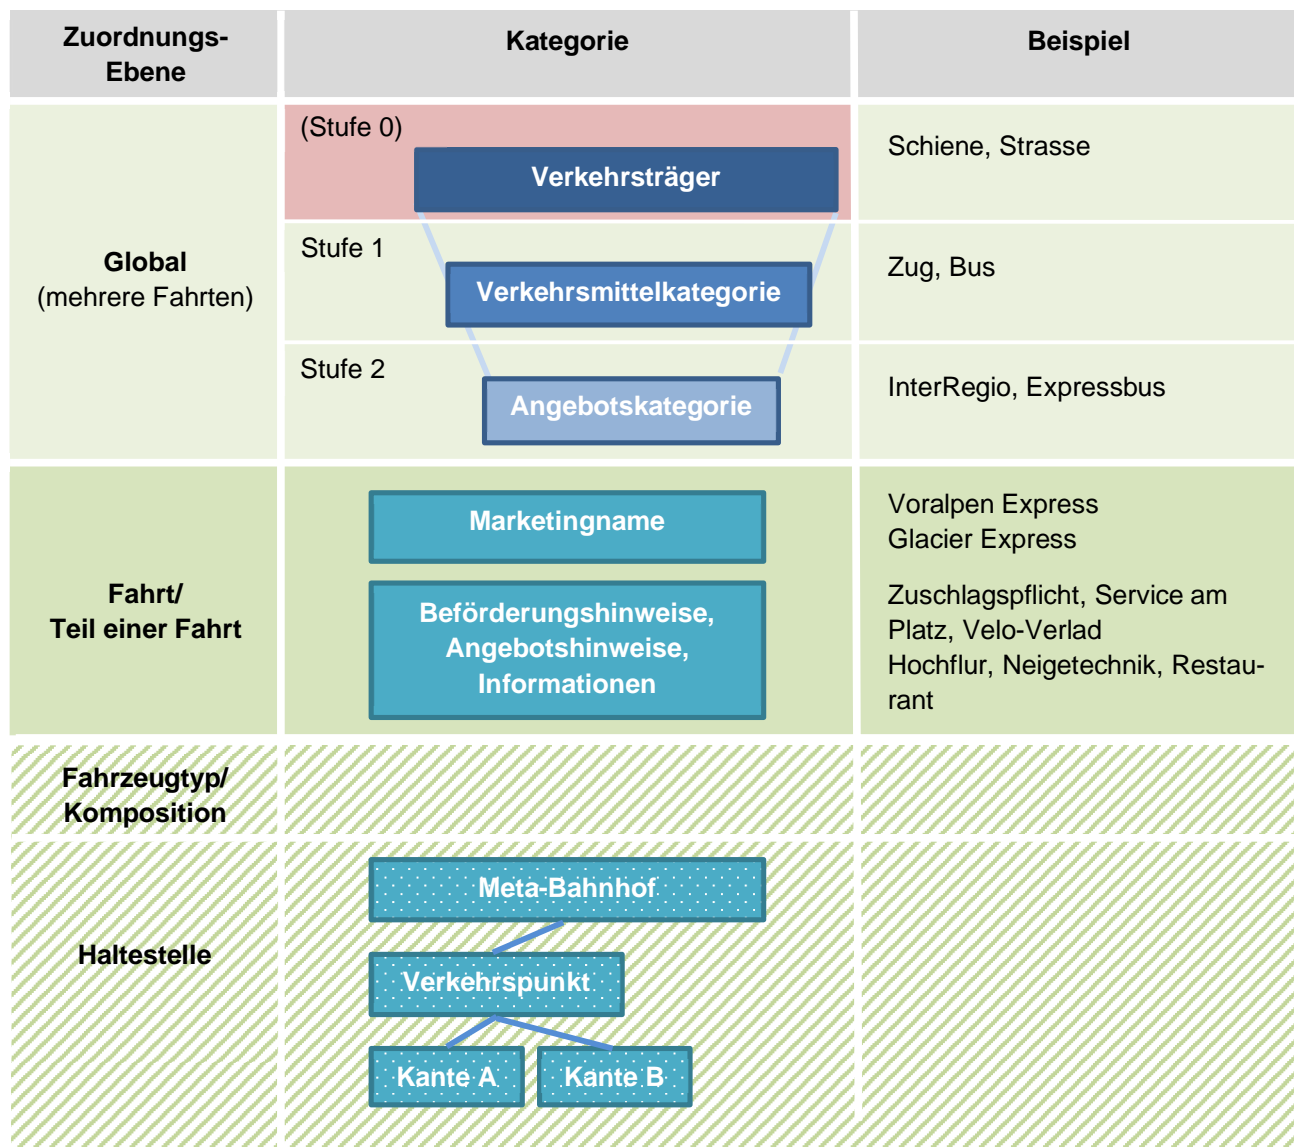 Zuordnungs-
Ebene
Kategorie
Beispiel
Global
(mehrere Fahrten)
(Stufe 0)
Verkehrsträger
Schiene, Strasse
Stufe 1
Verkehrsmittelkategorie
Zug, Bus
Stufe 2
Angebotskategorie
InterRegio, Expressbus
Fahrt/
Teil einer Fahrt
Marketingname
Voralpen Express
Glacier Express
Beförderungshinweise,
Angebotshinweise,
Informationen
Zuschlagspflicht, Service am
Platz, Velo-Verlad
Hochflur, Neigetechnik, Restau-
rant
Fahrzeugtyp/
Komposition
Haltestelle
Meta-Bahnhof
Verkehrspunkt
Kante A
Kante B